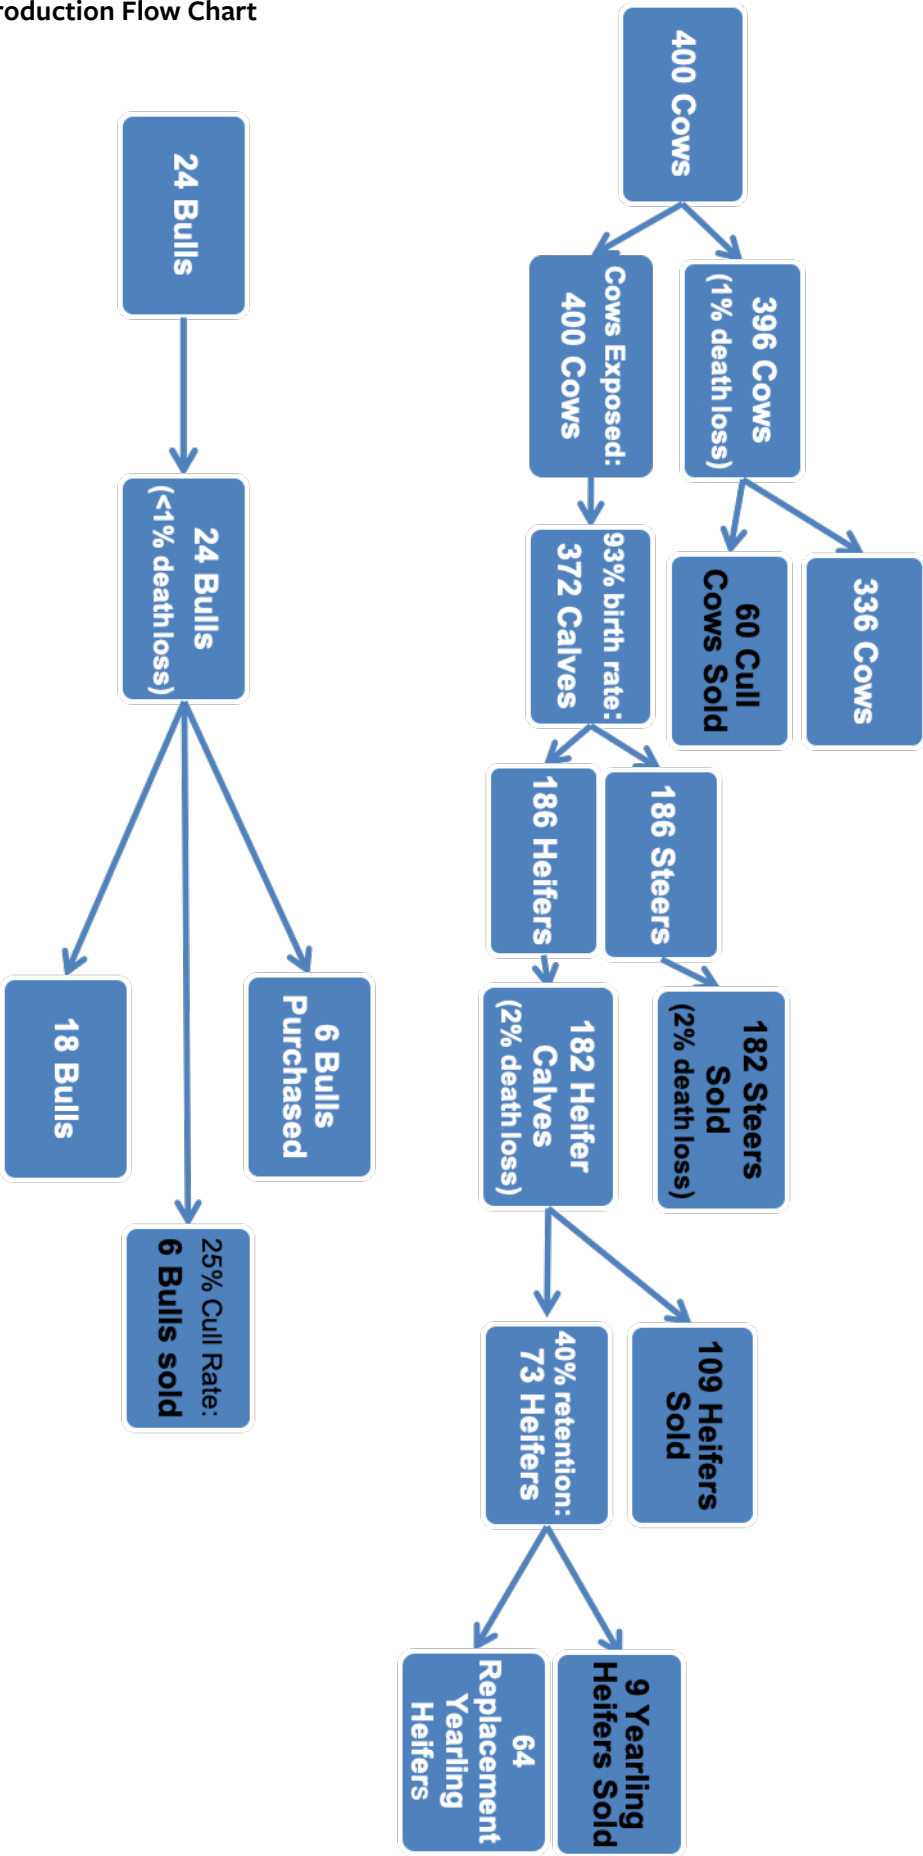 roduction Flow Chart
400 Cows
396 Cows
(1% death loss)
336 Cows
60 Cull
Cows Sold
Cows Exposed:
400 Cows
93% birth rate:
372 Calves
186 Steers
182 Steers
Sold
(2% death loss)
186 Heifers
182 Heifer
Calves
(2% death loss)
109 Heifers
Sold
40% retention:
73 Heifers
9 Yearling
Heifers Sold
64
Replacement
Yearling
Heifers
24 Bulls
24 Bulls
(<1% death loss)
6 Bulls
Purchased
25% Cull Rate:
6 Bulls sold
18 Bulls